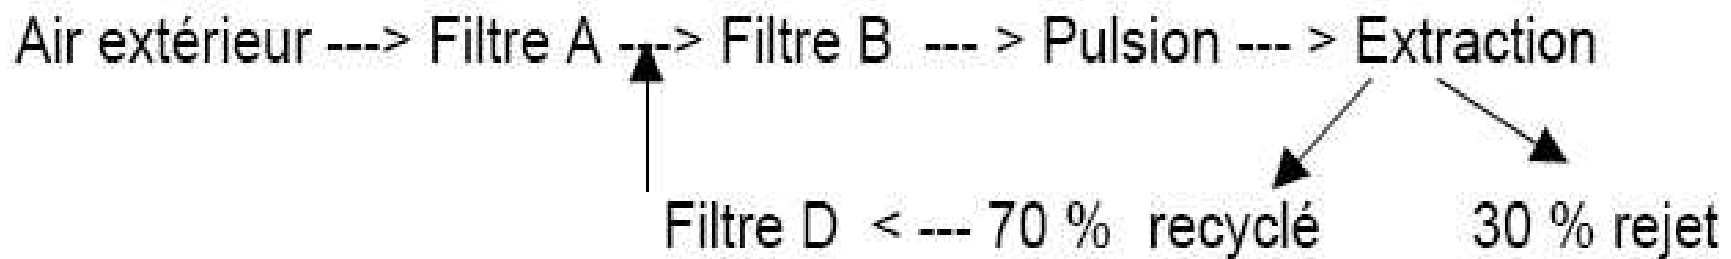 Air extérieur ---> Filtre A ---> Filtre B --- > Pulsion --- > Extraction
Filtre D < --- 70 % recyclé 30 % rejet